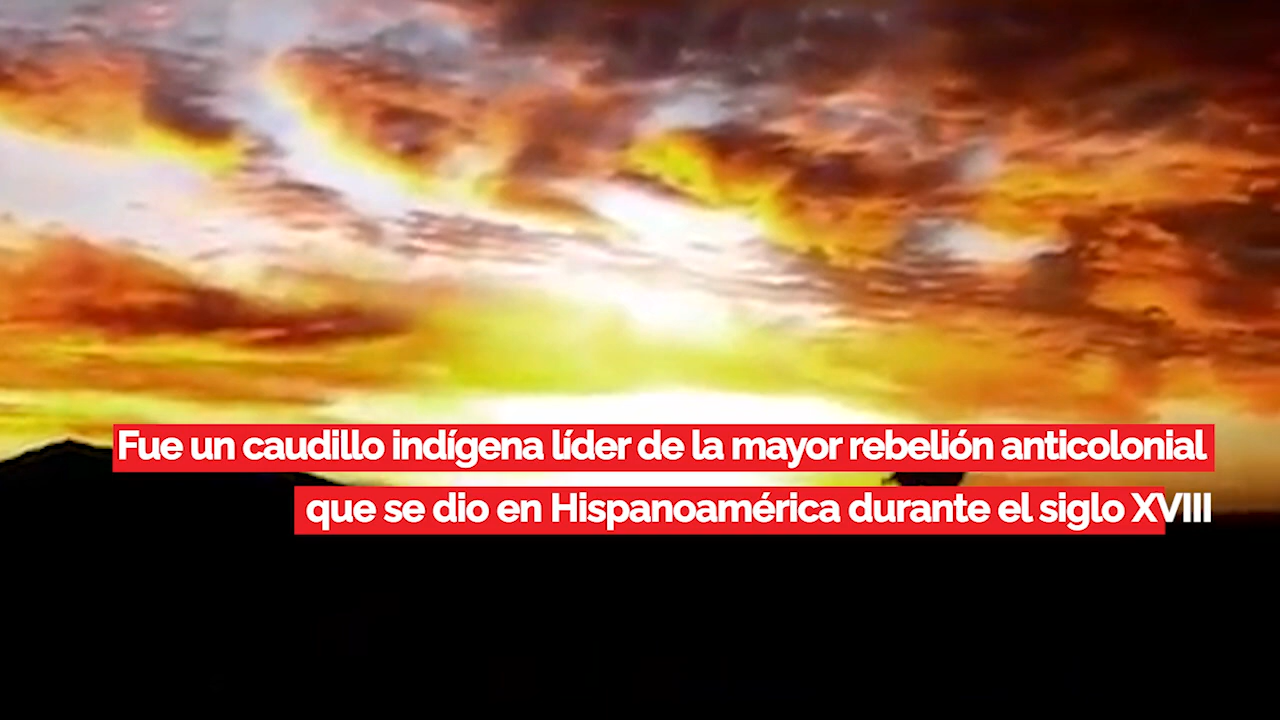 Fue un caudillo indígena líder de la mayor rebelión anticolonial
que se dio en Hispanoamérica durante el siglo XVIII